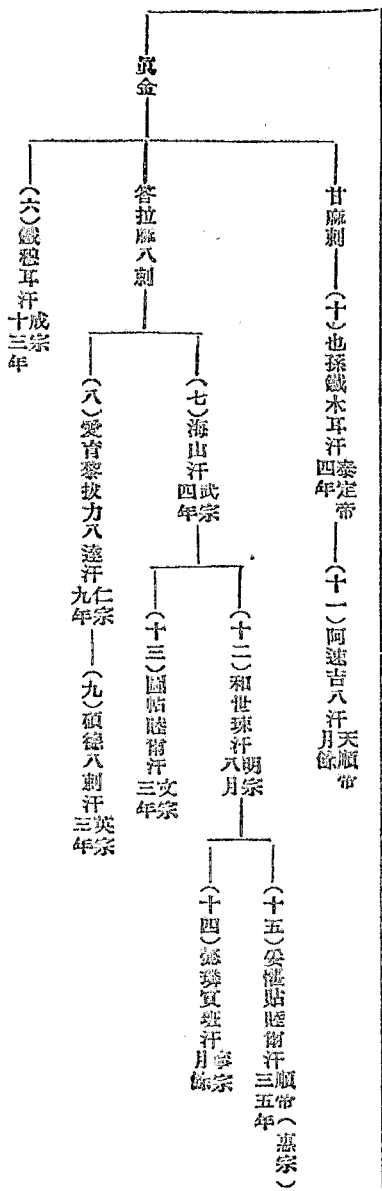 眞金
甘麻剌
(十)也孫鐵木耳汗
泰定帝
四年
(十一)阿速吉八汗
天順帝
月餘
答拉麻八剌
(七)海山汗
武宗
四年
(十二)和世㻋汗
明宗
八月
(十五)妥懽貼睦爾汗
順帝(惠宗)
三五年
(十四)懿璘質班汗
寧宗
月餘
(十三)圖帖睦爾汗
文宗
三年
(八)愛育黎拔力八達汗
仁宗
九年
(九)碩德八剌汗
英宗
三年
(六)鐵穆耳汗
成宗
十三年